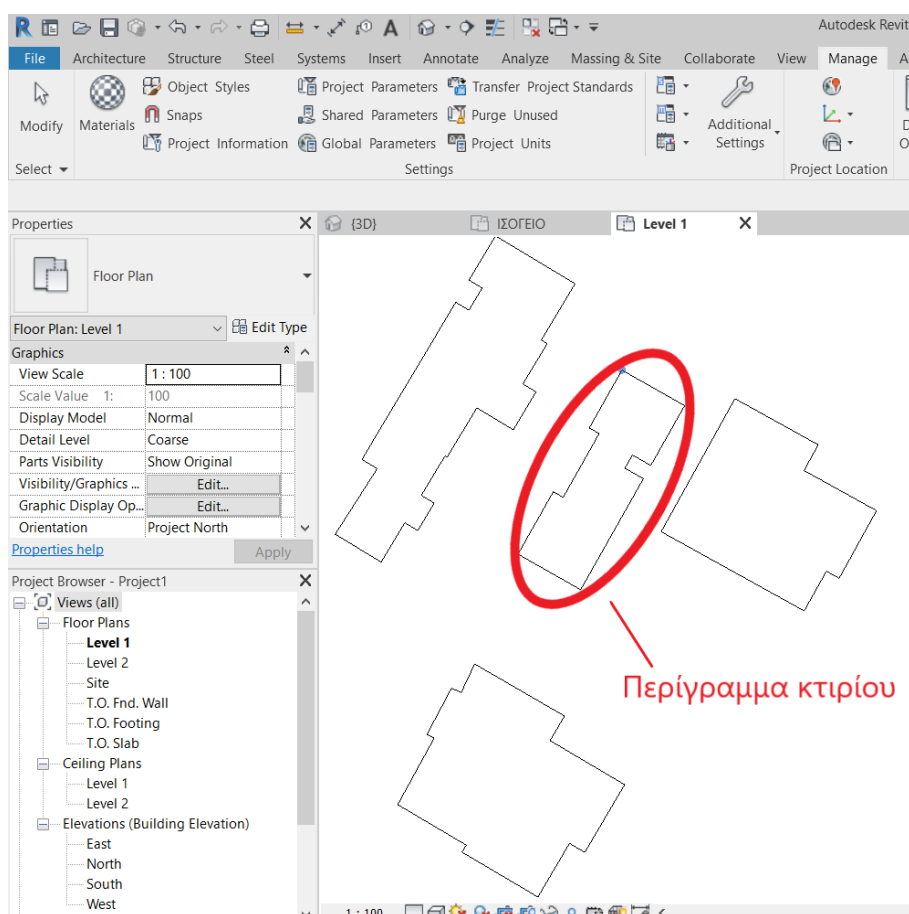 Autodesk Revit
File Architecture Structure Steel Systems Insert Annotate Analyze Massing & Site Collaborate View Manage A
Modify
Materials
Object Styles
Snaps
Project Information
Project Parameters
Shared Parameters
Global Parameters
Transfer Project Standards
Purge Unused
Project Units
Additional
Settings
Select
Settings
Project Location
Properties
{3D}
ΙΣΟΓΕΙΟ
Level 1
Floor Plan
Floor Plan: Level 1
Edit Type
Graphics
View Scale 1 : 100
Scale Value 1: 100
Display Model Normal
Detail Level Coarse
Parts Visibility Show Original
Visibility/Graphics ... Edit...
Graphic Display Op... Edit...
Orientation Project North
Properties help
Apply
Project Browser - Project1
Views (all)
Floor Plans
Level 1
Level 2
Site
T.O. Fnd. Wall
T.O. Footing
T.O. Slab
Ceiling Plans
Level 1
Level 2
Elevations (Building Elevation)
East
North
South
West
Περίγραμμα κτιρίου
1 : 100